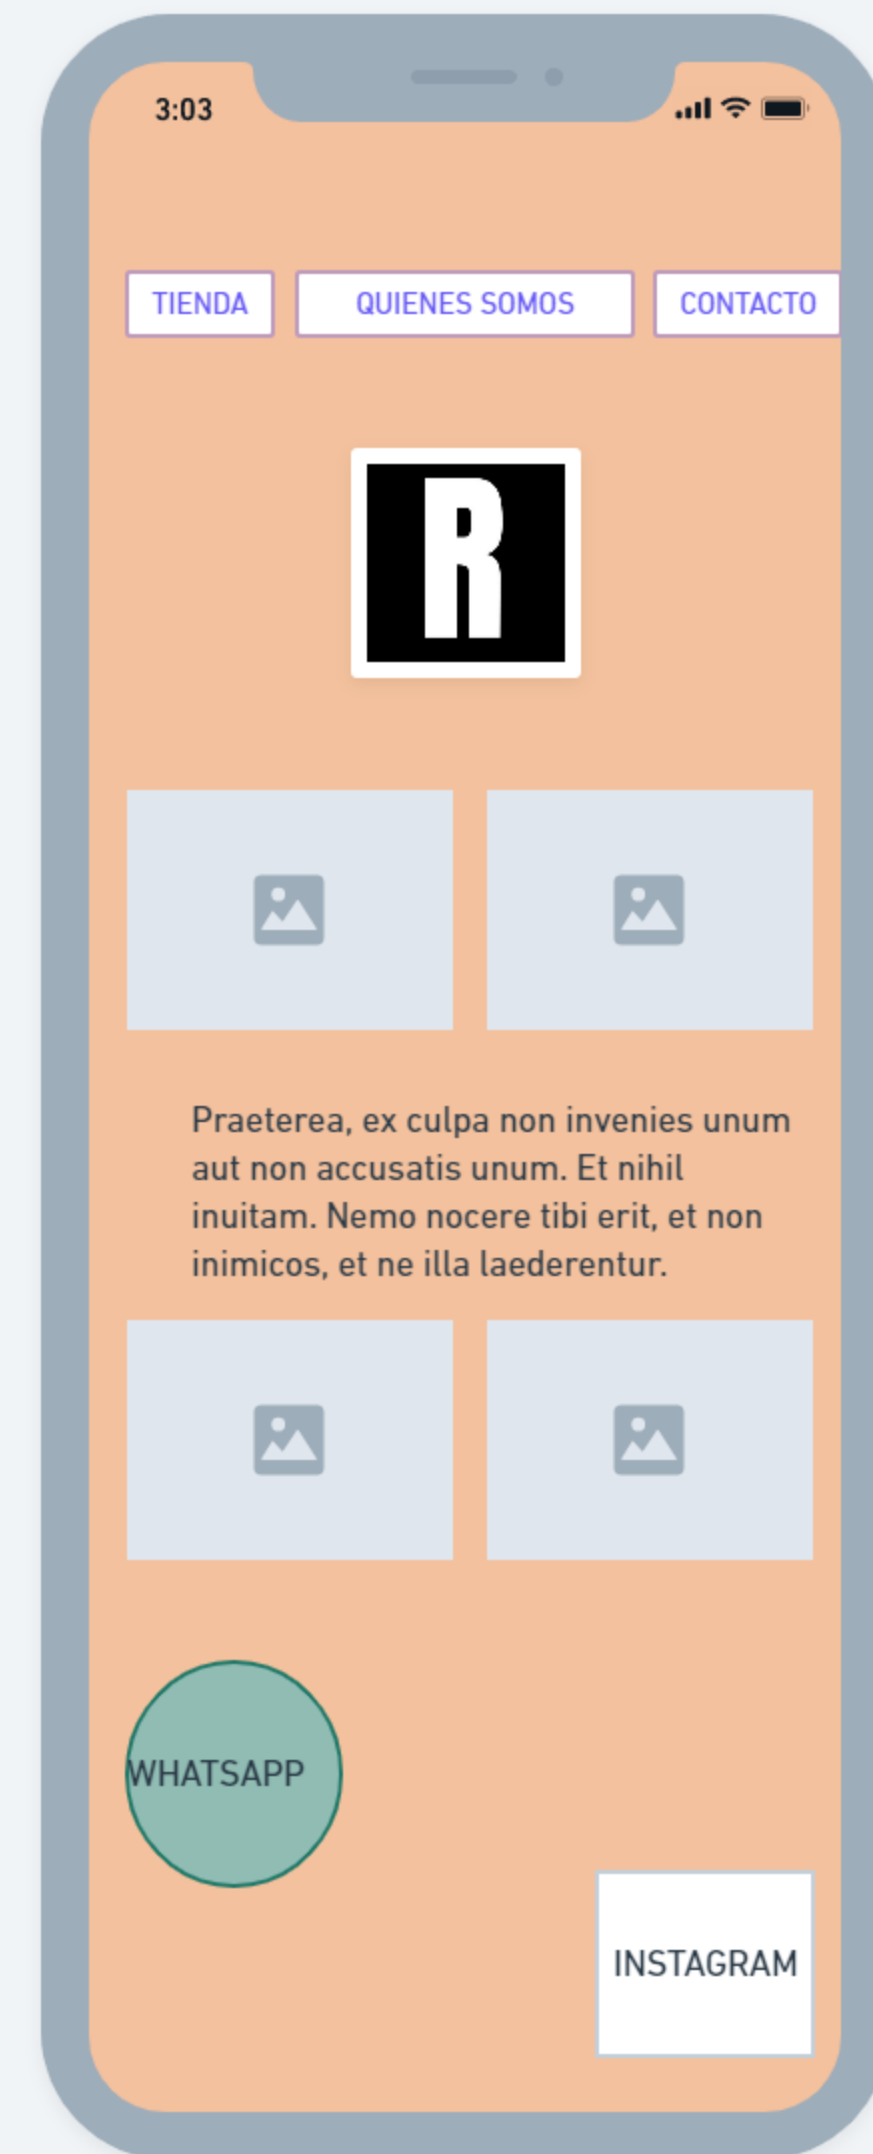 3:03
TIENDA
QUIENES SOMOS
CONTACTO
R
Praeterea, ex culpa non invenies unum
aut non accusatis unum. Et nihil
inuitam. Nemo nocere tibi erit, et non
inimicos, et ne illa laederentur.
WHATSAPP
INSTAGRAM